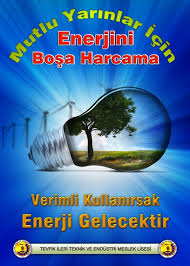 Mutlu Yarınlar İçin
Enerjini
Boşa Harcama
Verimli Kullanırsak
Enerji Gelecektir
TEVFİK İLERİ TEKNİK VE ENDÜSTRİ MESLEK LİSESİ